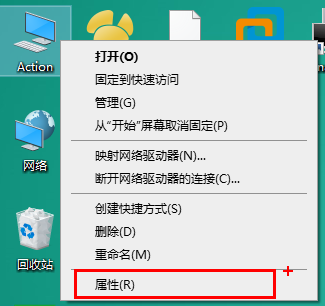 Action
网络
回收站
打开(O)
固定到快速访问
管理(G)
从“开始”屏幕取消固定(P)
映射网络驱动器(N)...
断开网络驱动器的连接(C)...
创建快捷方式(S)
删除(D)
重命名(M)
属性(R)